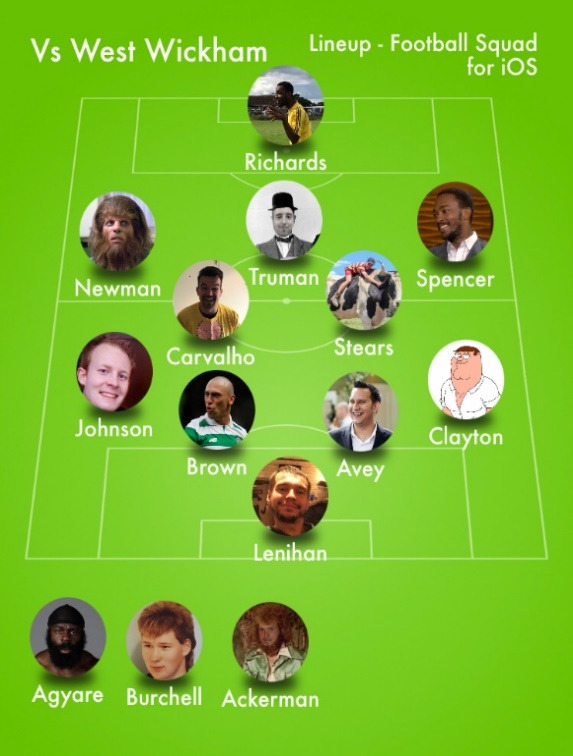 Vs West Wickham
Lineup - Football Squad
for iOS
Richards
Newman
Truman
Spencer
Carvalho
Stears
Johnson
Clayton
Brown
Avey
Lenihan
Agyare
Burchell
Ackerman